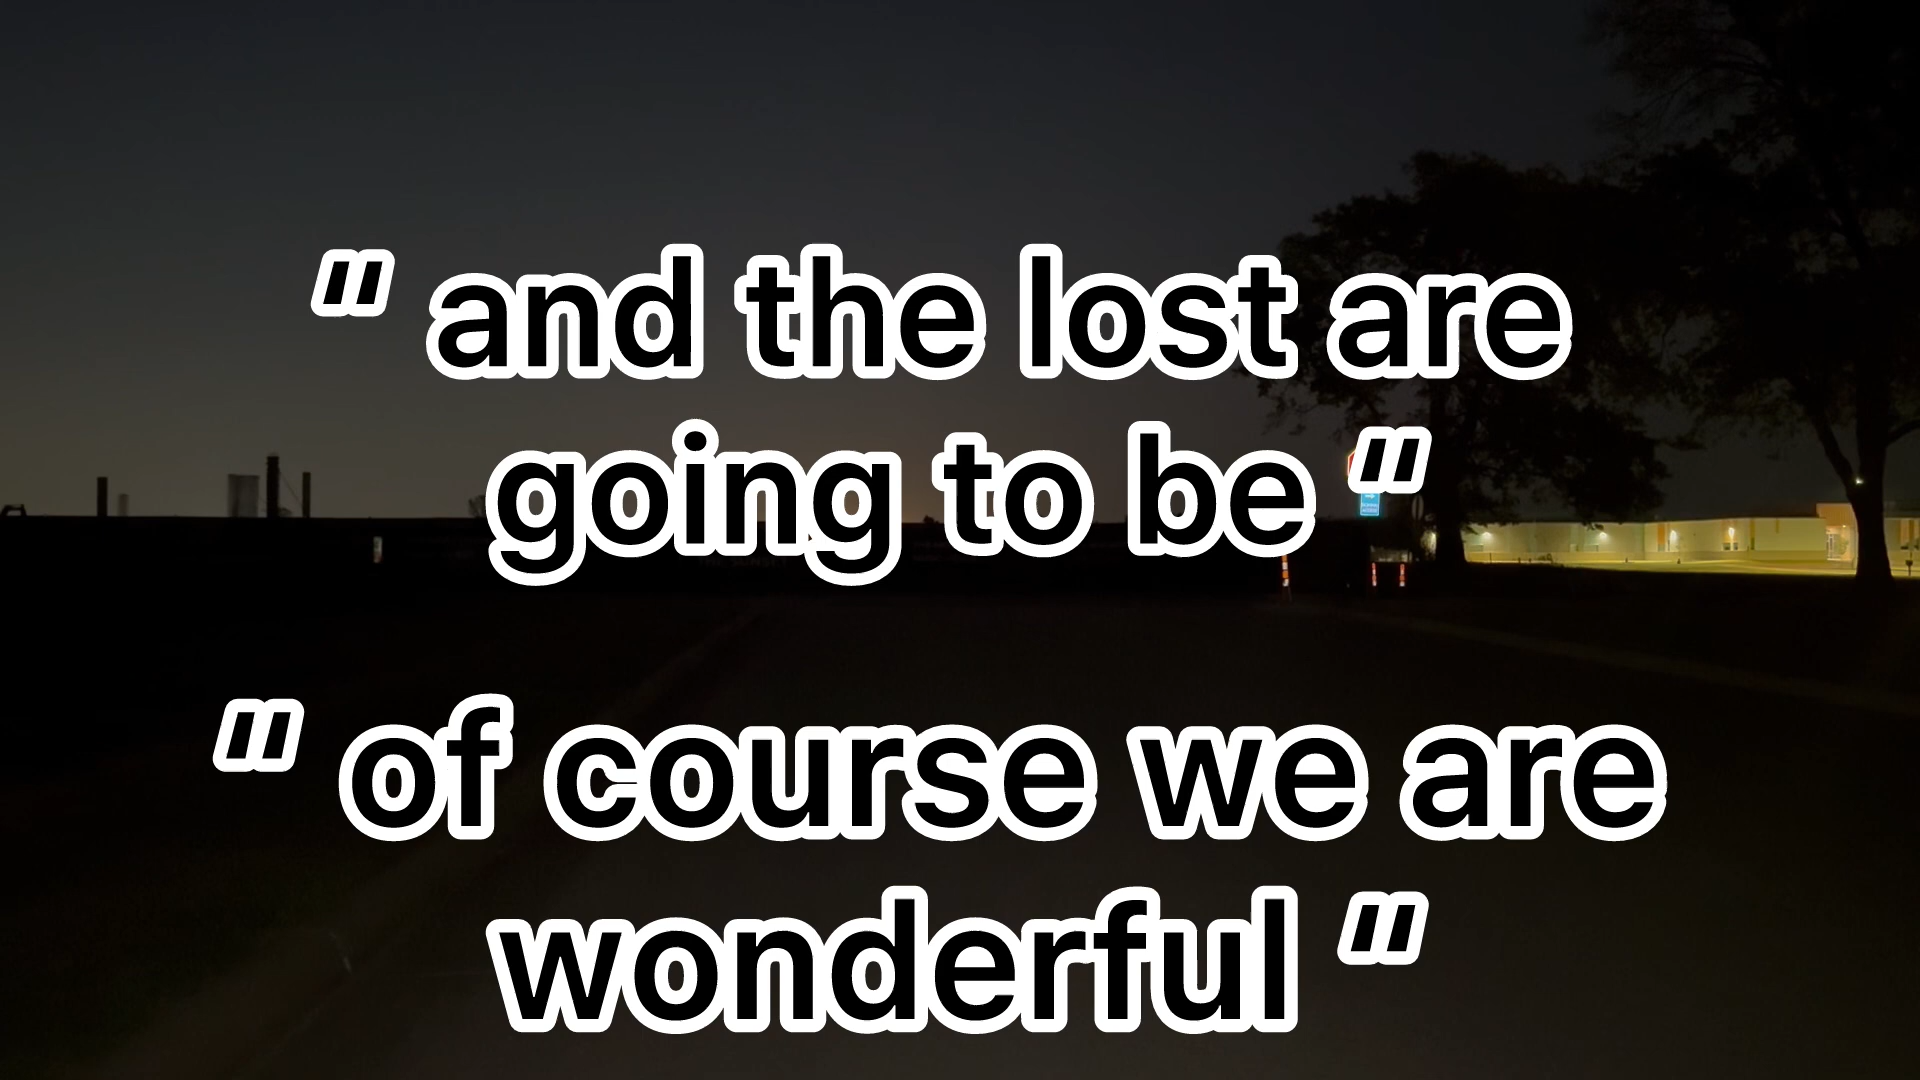 " and the lost are
going to be "
" of course we are
wonderful "